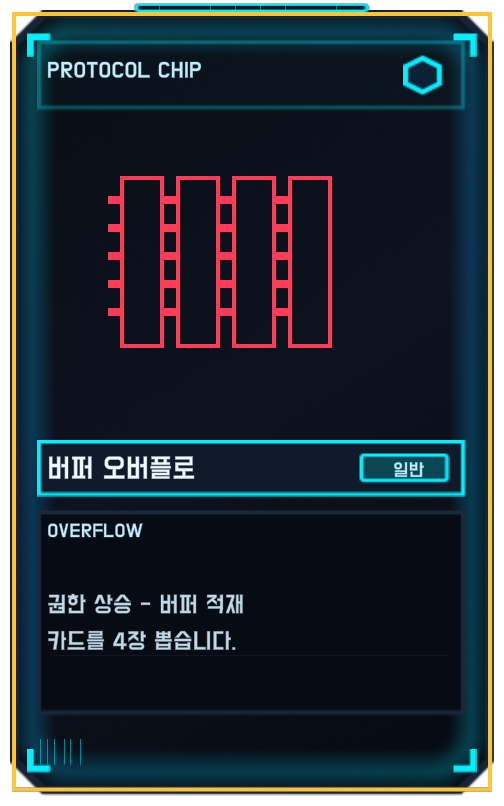 PROTOCOL CHIP
버퍼 오버플로
일반
OVERFLOW
권한 상승 - 버퍼 적재
카드를 4장 뽑습니다.